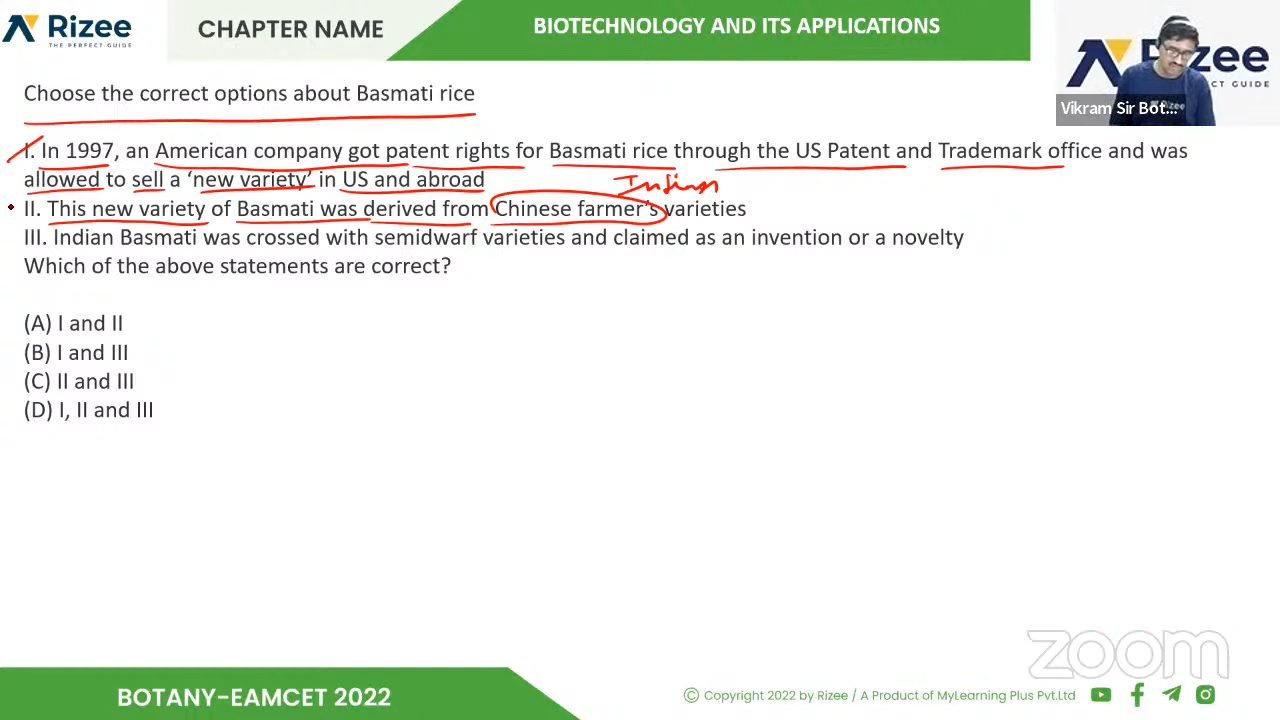 Rizee
THE PERFECT GUIDE
CHAPTER NAME
BIOTECHNOLOGY AND ITS APPLICATIONS
Rizee
Vikram Sir Bot...
Choose the correct options about Basmati rice
I. In 1997, an American company got patent rights for Basmati rice through the US Patent and Trademark office and was
allowed to sell a ‘new variety’ in US and abroad
Indian
II. This new variety of Basmati was derived from Chinese farmer’s varieties
III. Indian Basmati was crossed with semidwarf varieties and claimed as an invention or a novelty
Which of the above statements are correct?
(A) I and II
(B) I and III
(C) II and III
(D) I, II and III
zoom
BOTANY-EAMCET 2022
© Copyright 2022 by Rizee / A Product of MyLearning Plus Pvt.Ltd